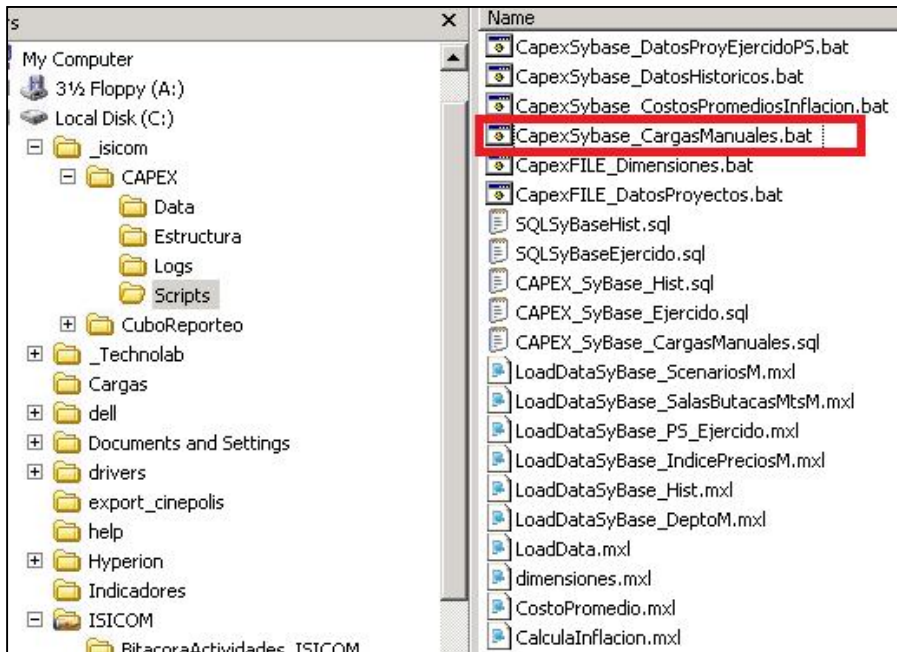 rs
My Computer
3½ Floppy (A:)
Local Disk (C:)
_isicom
CAPEX
Data
Estructura
Logs
Scripts
CuboReporteo
_Technolab
Cargas
dell
Documents and Settings
drivers
export_cinepolis
help
Hyperion
Indicadores
ISICOM
BitacoraActividades_ISICOM
Name
CapexSybase_DatosProyEjercidoPS.bat
CapexSybase_DatosHistoricos.bat
CapexSybase_CostosPromediosInflacion.bat
CapexSybase_CargasManuales.bat
CapexFILE_Dimensiones.bat
CapexFILE_DatosProyectos.bat
SQLSyBaseHist.sql
SQLSyBaseEjercido.sql
CAPEX_SyBase_Hist.sql
CAPEX_SyBase_Ejercido.sql
CAPEX_SyBase_CargasManuales.sql
LoadDataSyBase_ScenariosM.mxl
LoadDataSyBase_SalasButacasMtsM.mxl
LoadDataSyBase_PS_Ejercido.mxl
LoadDataSyBase_IndicePreciosM.mxl
LoadDataSyBase_Hist.mxl
LoadDataSyBase_DeptoM.mxl
LoadData.mxl
dimensiones.mxl
CostoPromedio.mxl
CalculaInflacion.mxl